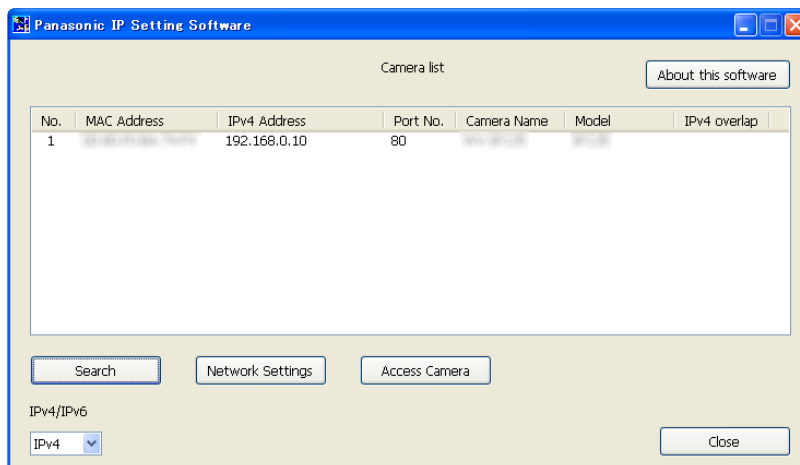 Panasonic IP Setting Software
Camera list
About this software
No. MAC Address IPv4 Address Port No. Camera Name Model IPv4 overlap
1 192.168.0.10 80
Search Network Settings Access Camera
IPv4/IPv6
IPv4 Close